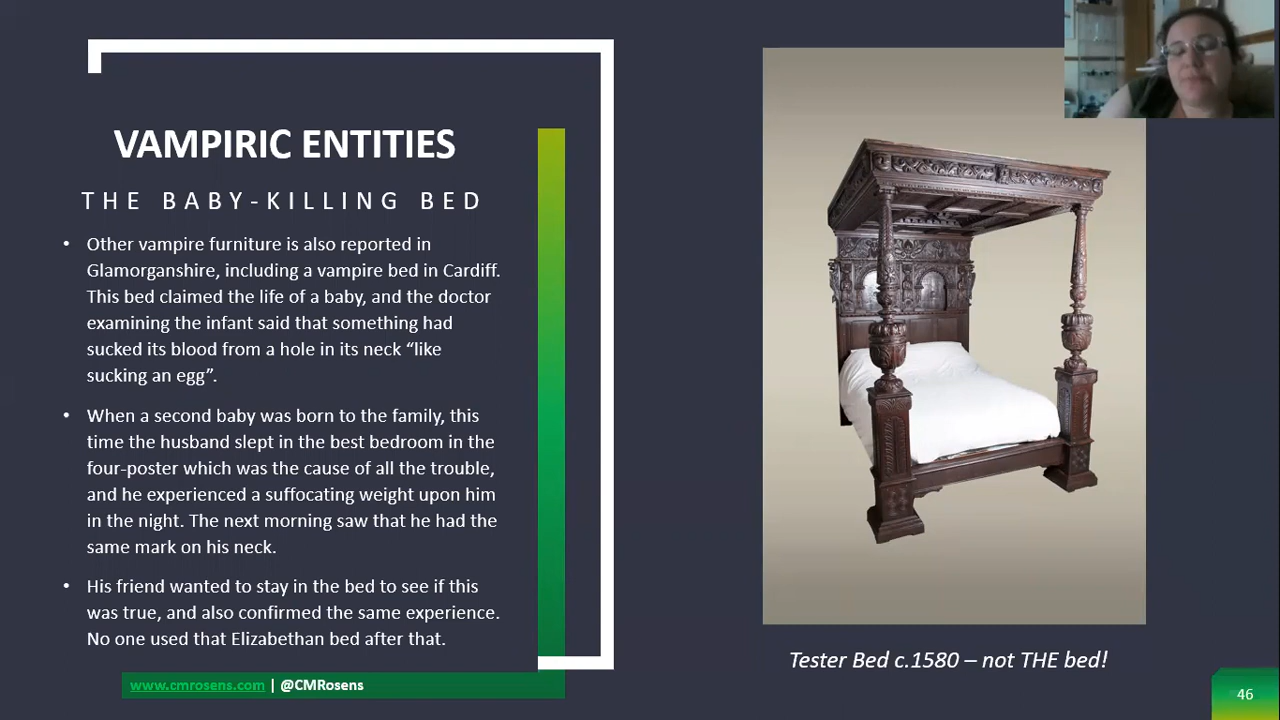 VAMPIRIC ENTITIES
THE BABY-KILLING BED
• Other vampire furniture is also reported in
Glamorganshire, including a vampire bed in Cardiff.
This bed claimed the life of a baby, and the doctor
examining the infant said that something had
sucked its blood from a hole in its neck “like
sucking an egg”.
• When a second baby was born to the family, this
time the husband slept in the best bedroom in the
four-poster which was the cause of all the trouble,
and he experienced a suffocating weight upon him
in the night. The next morning saw that he had the
same mark on his neck.
• His friend wanted to stay in the bed to see if this
was true, and also confirmed the same experience.
No one used that Elizabethan bed after that.
www.cmrosens.com | @CMRosens
Tester Bed c.1580 – not THE bed!
46